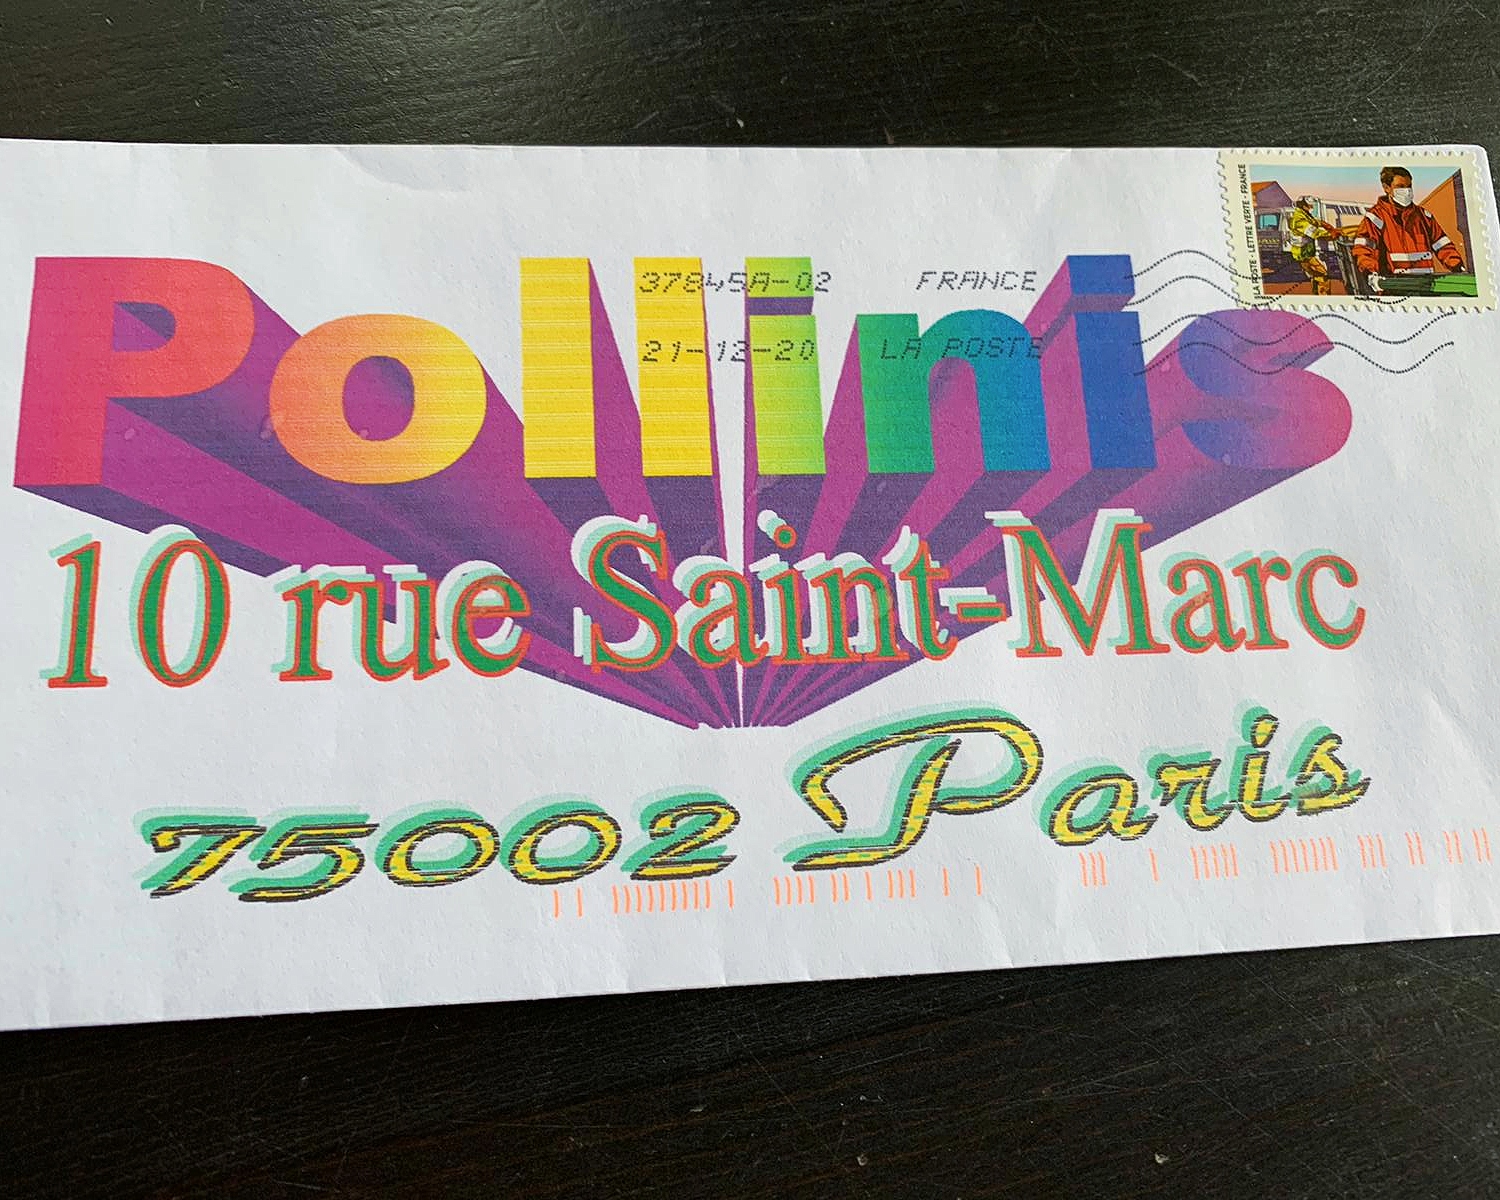 LA POSTE - LETTRE VERTE - FRANCE
37845A-02 FRANCE
21-12-20 LA POSTE
Pollinis
10 rue Saint-Marc
75002 Paris